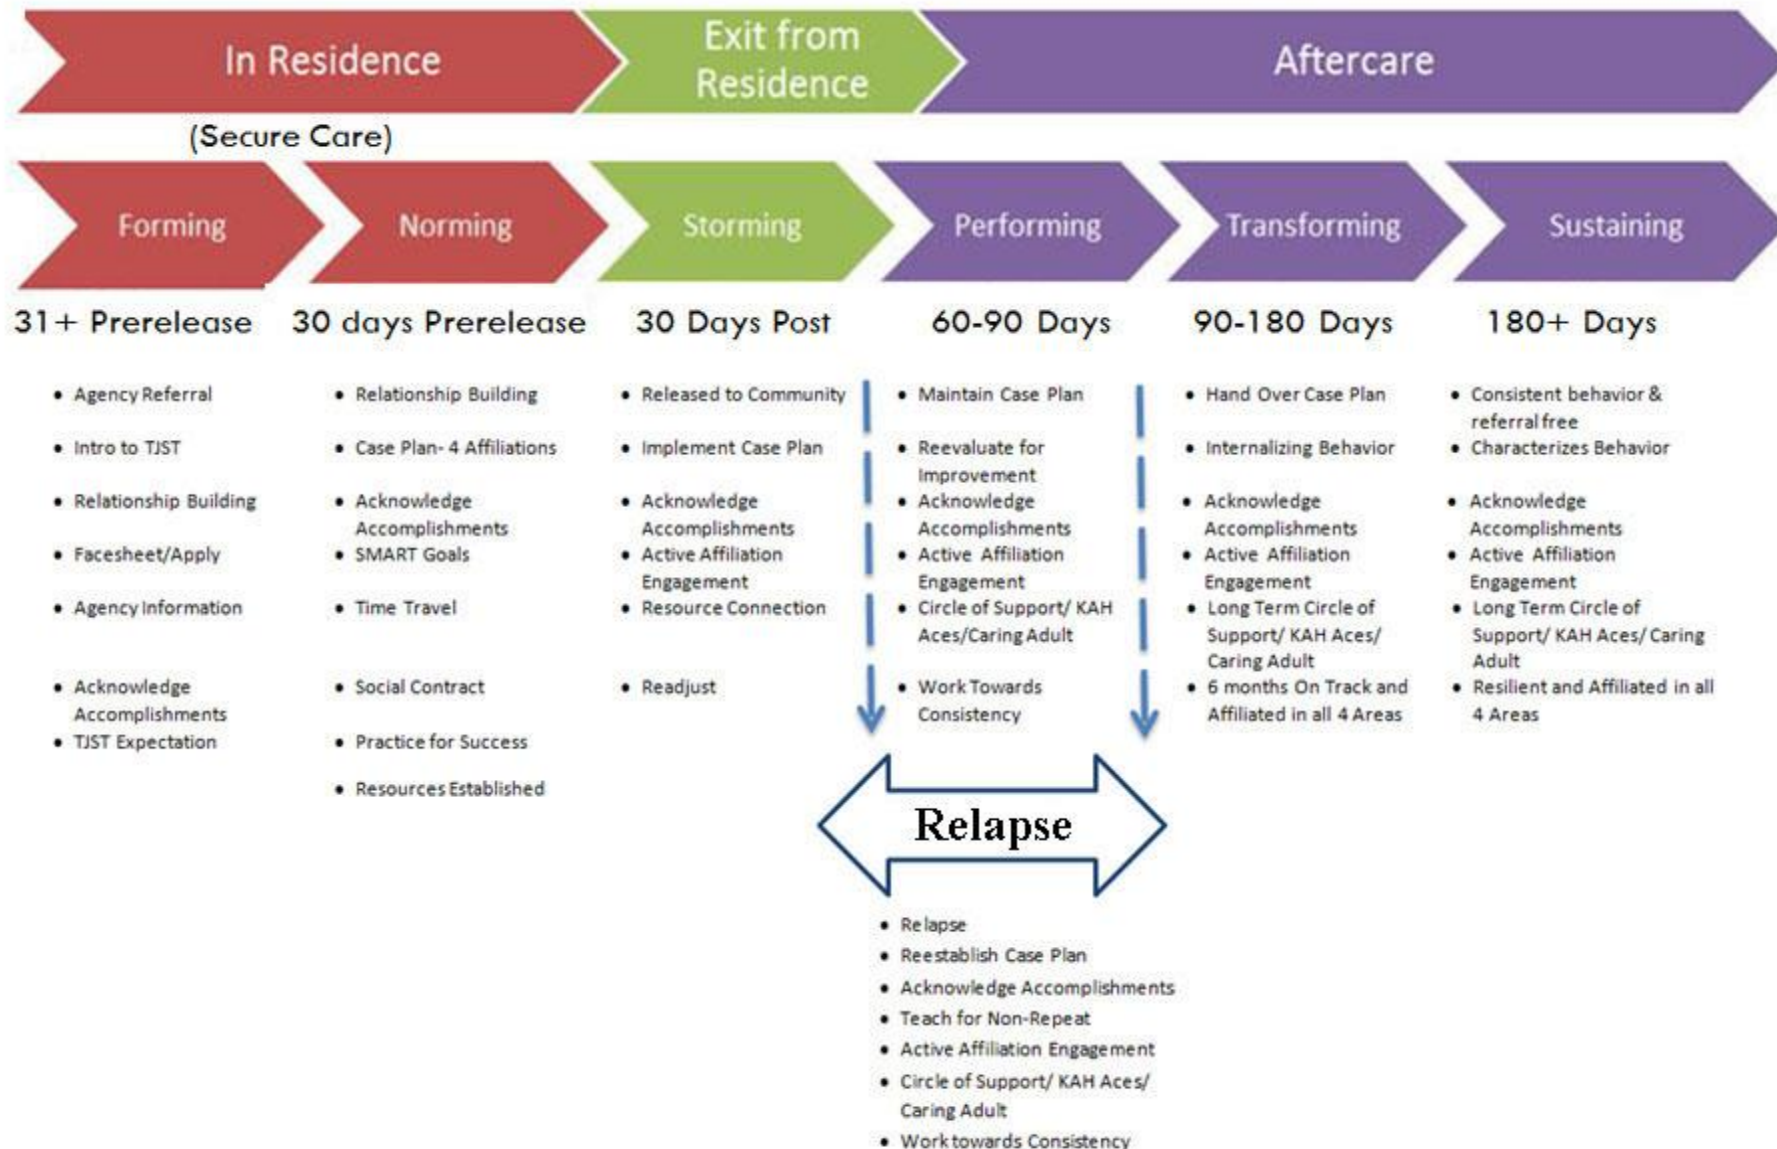 In Residence
Exit from
Residence
Aftercare
(Secure Care)
Forming
Norming
Storming
Performing
Transforming
Sustaining
31+ Prerelease
30 days Prerelease
30 Days Post
60-90 Days
90-180 Days
180+ Days
• Agency Referral
• Intro to TJST
• Relationship Building
• Facesheet/Apply
• Agency Information
• Acknowledge
Accomplishments
• TJST Expectation
• Relationship Building
• Case Plan- 4 Affiliations
• Acknowledge
Accomplishments
• SMART Goals
• Time Travel
• Social Contract
• Practice for Success
• Resources Established
• Released to Community
• Implement Case Plan
• Acknowledge
Accomplishments
• Active Affiliation
Engagement
• Resource Connection
• Readjust
• Maintain Case Plan
• Reevaluate for
Improvement
• Acknowledge
Accomplishments
• Active Affiliation
Engagement
• Circle of Support/ KAH
Aces/Caring Adult
• Work Towards
Consistency
• Hand Over Case Plan
• Internalizing Behavior
• Acknowledge
Accomplishments
• Active Affiliation
Engagement
• Long Term Circle of
Support/ KAH Aces/
Caring Adult
• 6 months On Track and
Affiliated in all 4 Areas
• Consistent behavior &
referral free
• Characterizes Behavior
• Acknowledge
Accomplishments
• Active Affiliation
Engagement
• Long Term Circle of
Support/ KAH Aces/ Caring
Adult
• Resilient and Affiliated in all
4 Areas
Relapse
• Relapse
• Reestablish Case Plan
• Acknowledge Accomplishments
• Teach for Non-Repeat
• Active Affiliation Engagement
• Circle of Support/ KAH Aces/
Caring Adult
• Work towards Consistency